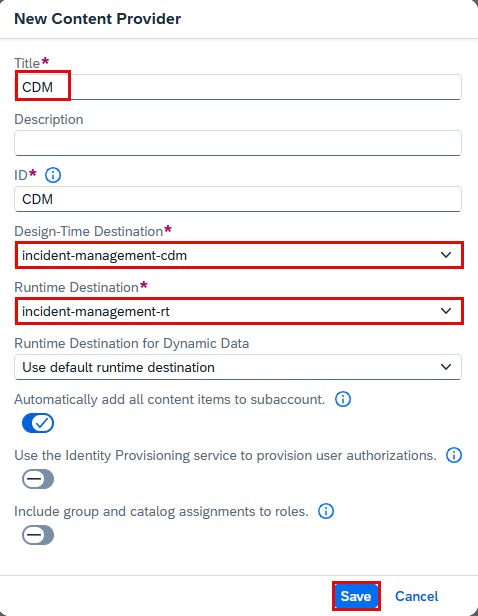 New Content Provider
Title*
CDM
Description
ID*
CDM
Design-Time Destination*
incident-management-cdm
Runtime Destination*
incident-management-rt
Runtime Destination for Dynamic Data
Use default runtime destination
Automatically add all content items to subaccount.
Use the Identity Provisioning service to provision user authorizations.
Include group and catalog assignments to roles.
Save Cancel